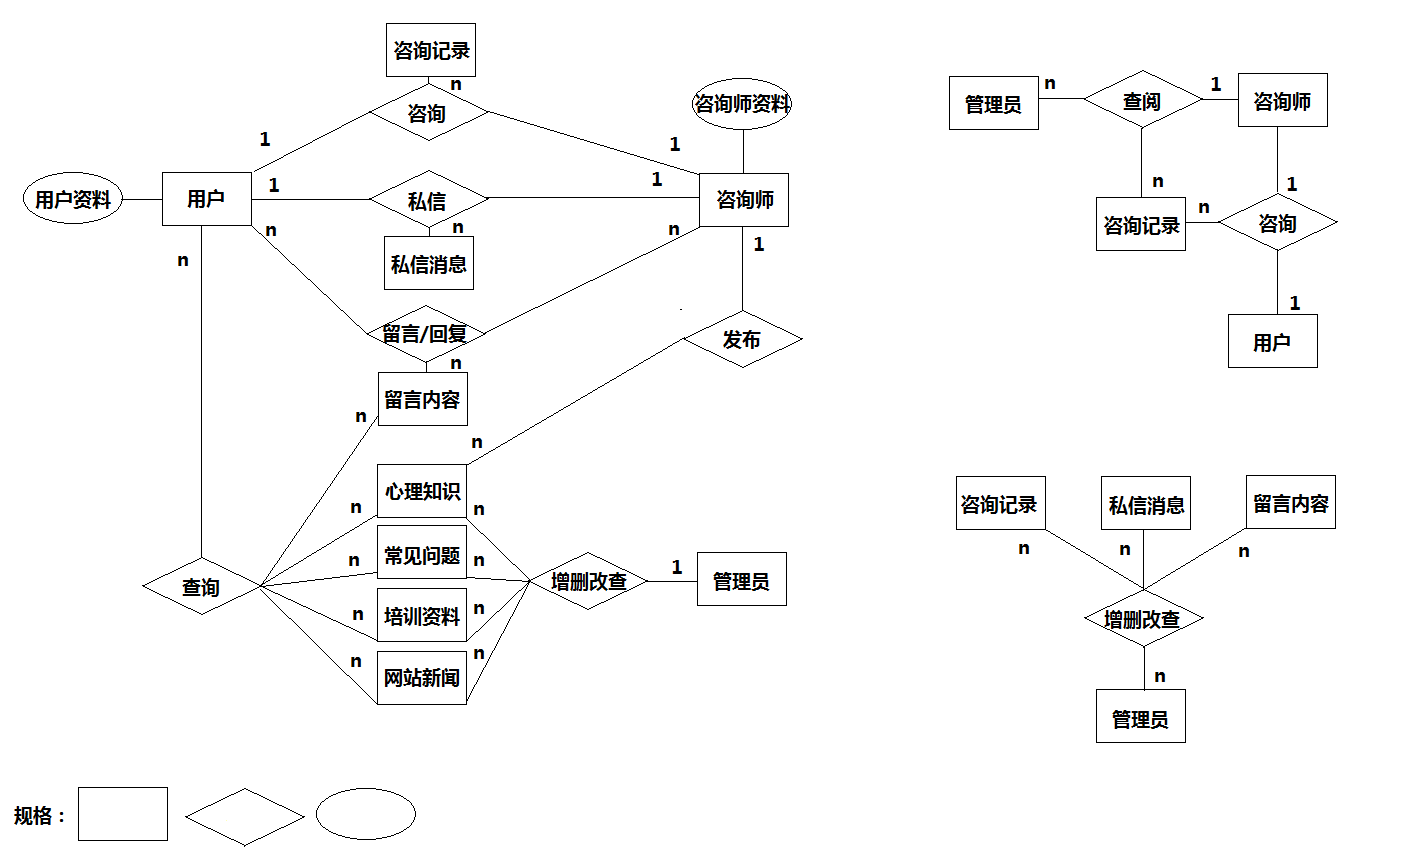 咨询记录
n
咨询
1
1
咨询师资料
用户资料
用户
1
私信
1
咨询师
n
n
n
私信消息
n
1
留言/回复
n
发布
留言内容
n
n
心理知识
n
n
常见问题
n
n
查询
增删改查
1
管理员
培训资料
n
n
网站新闻
n
n
管理员
n
查阅
1
咨询师
n
1
咨询记录
n
咨询
1
用户
咨询记录
私信消息
留言内容
n
n
n
增删改查
n
管理员
规格：